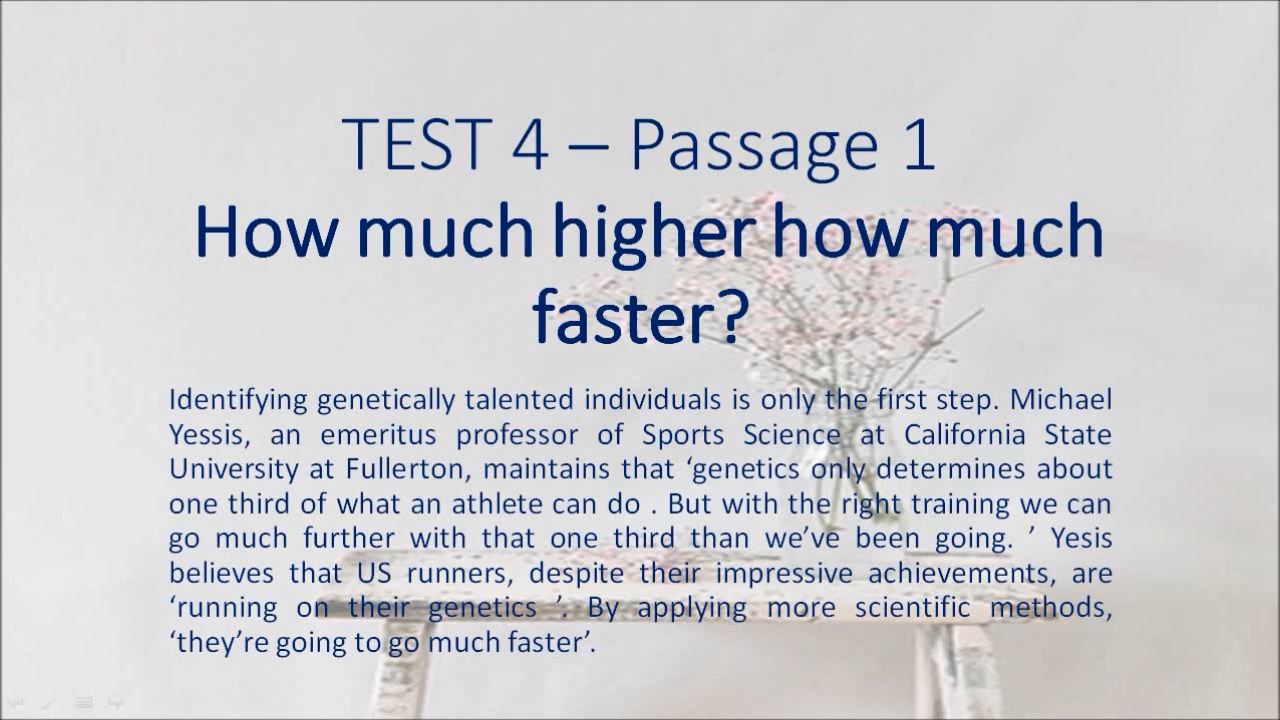 TEST 4 – Passage 1
How much higher how much
faster?
Identifying genetically talented individuals is only the first step. Michael
Yessis, an emeritus professor of Sports Science at California State
University at Fullerton, maintains that ‘genetics only determines about
one third of what an athlete can do . But with the right training we can
go much further with that one third than we’ve been going. ’ Yesis
believes that US runners, despite their impressive achievements, are
‘running on their genetics ’. By applying more scientific methods,
‘they’re going to go much faster’.